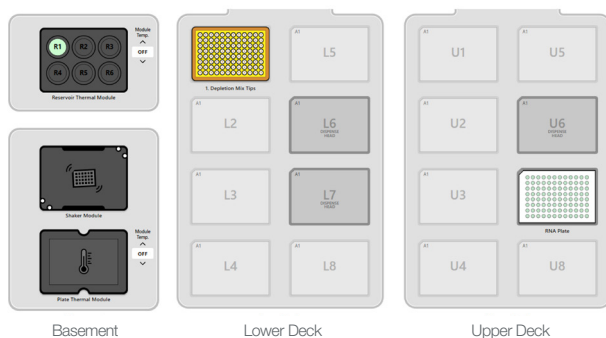 Module
Temp.
OFF
R1
R2
R3
R4
R5
R6
Reservoir Thermal Module
Shaker Module
Module
Temp.
OFF
Plate Thermal Module
Basement
1. Depletion Mix Tips
A1
L5
A1
L2
A1
L6
DISPENSE
HEAD
A1
L3
A1
L7
DISPENSE
HEAD
A1
L4
A1
L8
Lower Deck
A1
U1
A1
U5
A1
U2
A1
U6
DISPENSE
HEAD
A1
U3
RNA Plate
A1
U4
A1
U8
Upper Deck